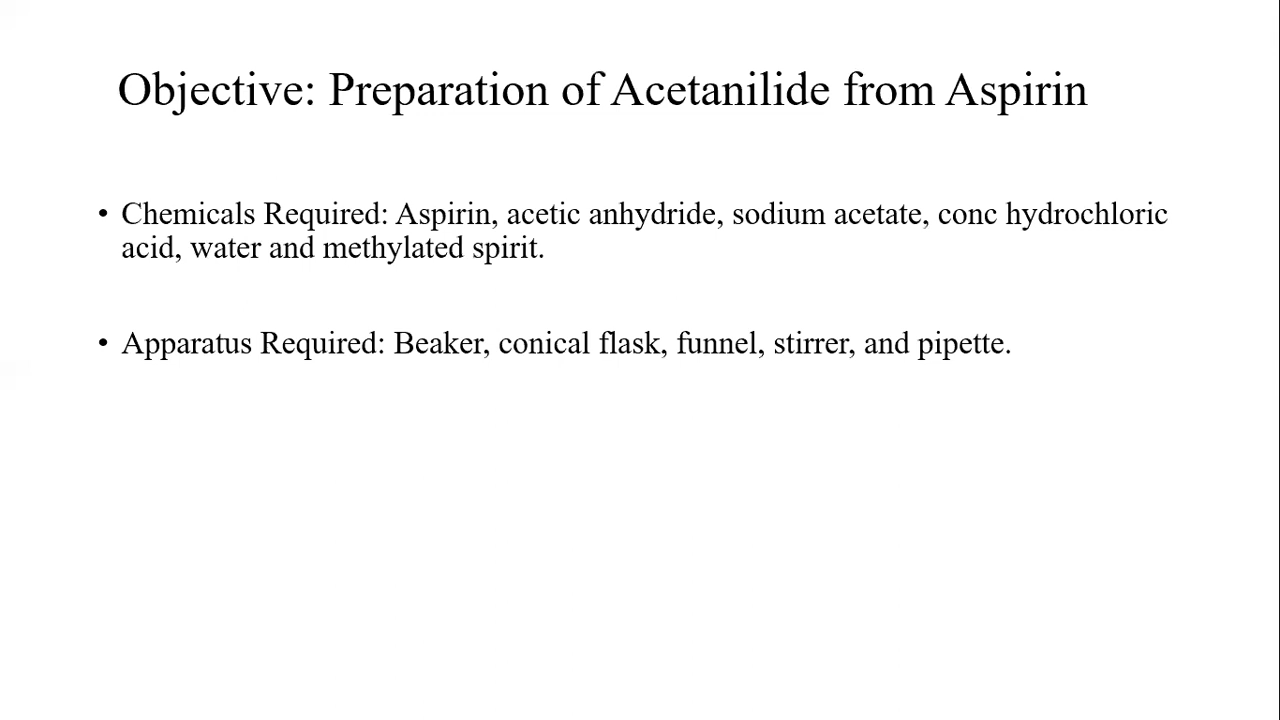 Objective: Preparation of Acetanilide from Aspirin
• Chemicals Required: Aspirin, acetic anhydride, sodium acetate, conc hydrochloric
acid, water and methylated spirit.
• Apparatus Required: Beaker, conical flask, funnel, stirrer, and pipette.